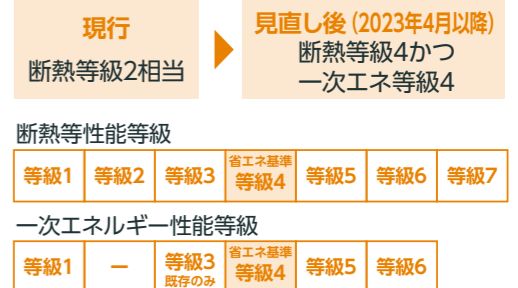 現行
断熱等級2相当
見直し後（2023年4月以降）
断熱等級4かつ
一次エネ等級4
断熱等性能等級
等級1 等級2 等級3 省エネ基準 等級4 等級5 等級6 等級7
一次エネルギー性能等級
等級1 ー 等級3 既存のみ 省エネ基準 等級4 等級5 等級6